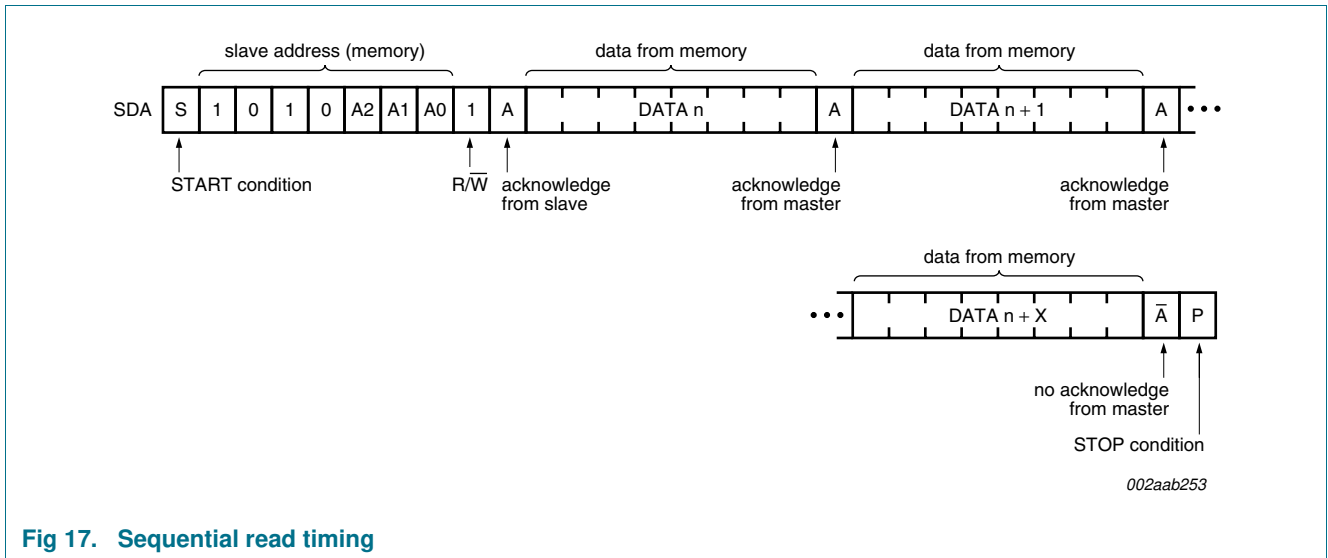 slave address (memory) data from memory data from memory
SDA S 1 0 1 0 A2 A1 A0 1 A DATA n A DATA n + 1 A •••
START condition R/W̅ acknowledge from slave acknowledge from master acknowledge from master
data from memory
••• DATA n + X A̅ P
no acknowledge from master
STOP condition
002aab253
Fig 17. Sequential read timing